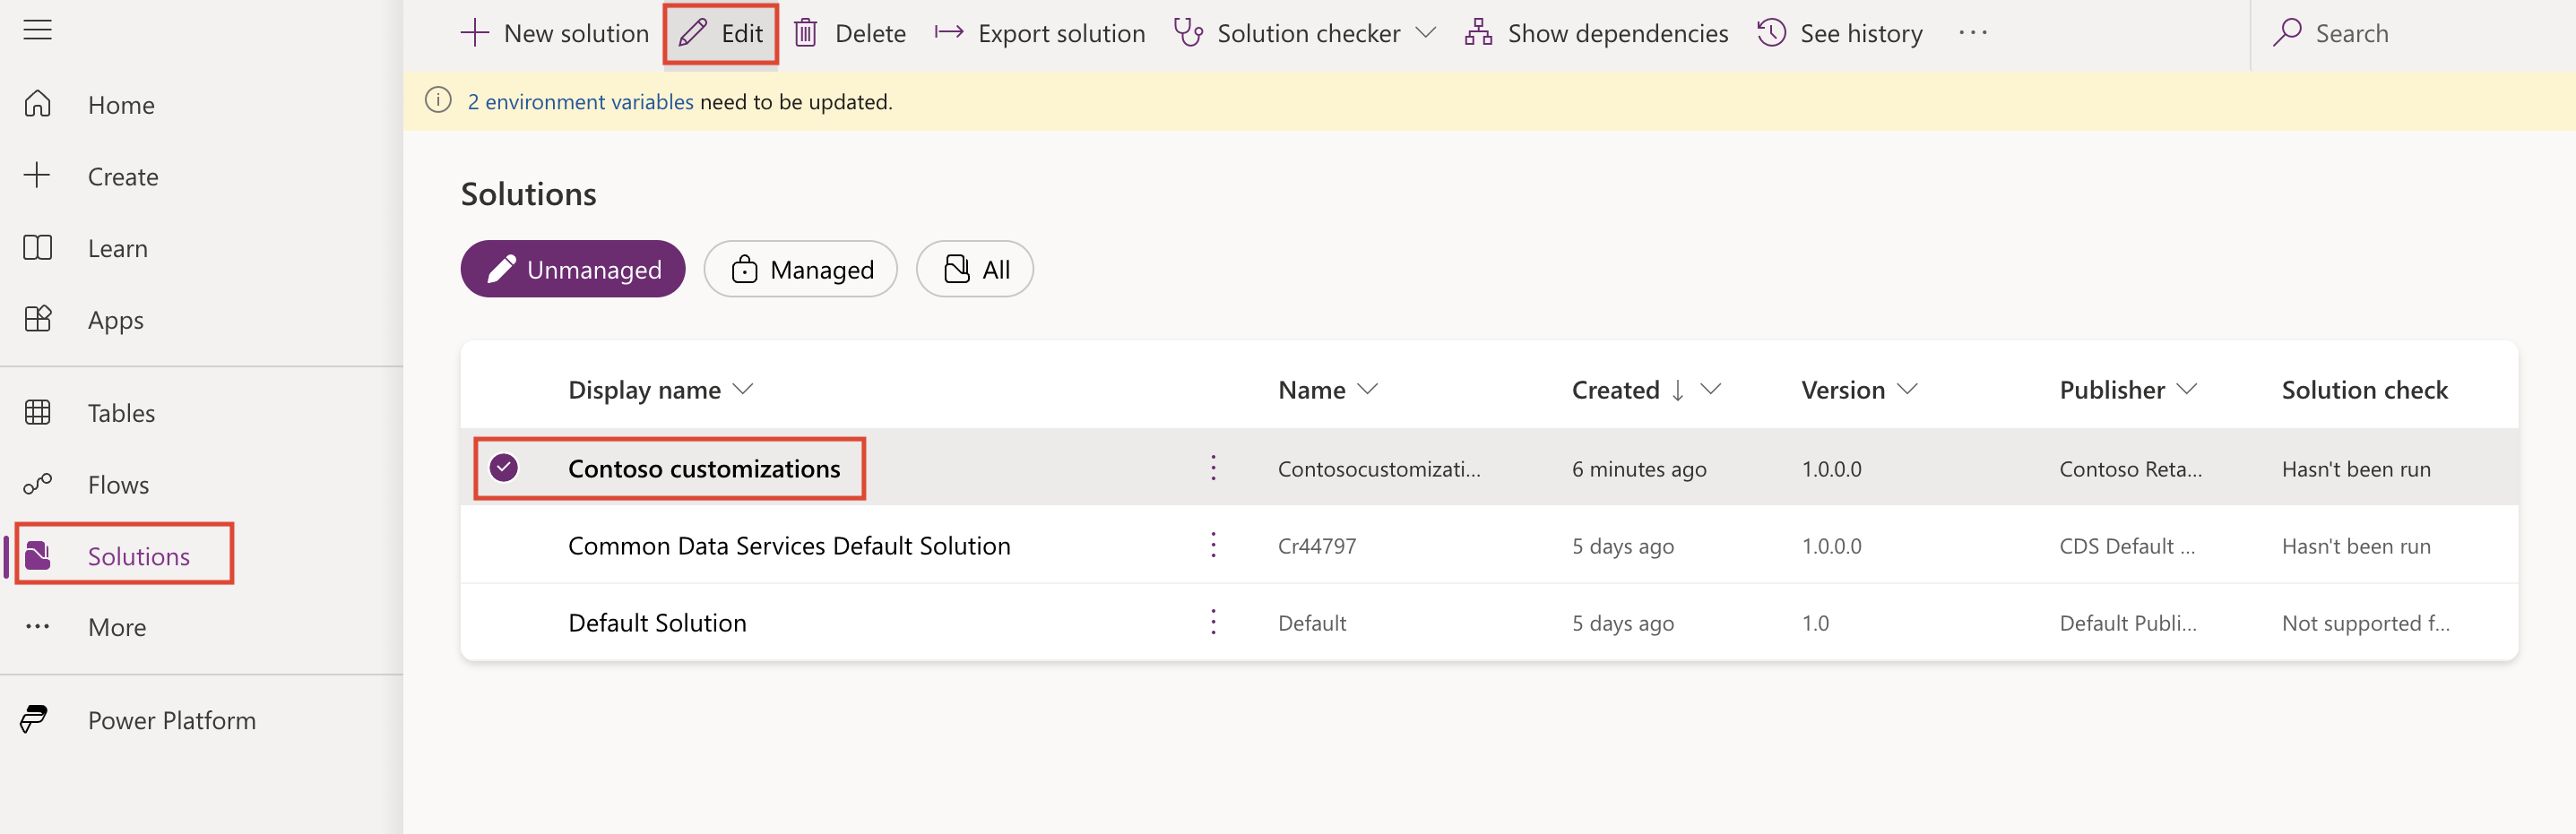 New solution Edit Delete Export solution Solution checker Show dependencies See history ··· Search
2 environment variables need to be updated.
Home
Create
Learn
Apps
Tables
Flows
Solutions
More
Power Platform
Solutions
Unmanaged Managed All
Display name Name Created Version Publisher Solution check
Contoso customizations Contosocustomizati... 6 minutes ago 1.0.0.0 Contoso Reta... Hasn't been run
Common Data Services Default Solution Cr44797 5 days ago 1.0.0.0 CDS Default ... Hasn't been run
Default Solution Default 5 days ago 1.0 Default Publi... Not supported f...